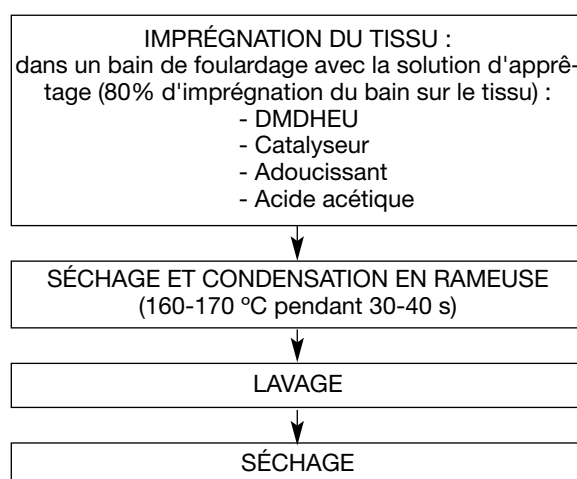 IMPRÉGNATION DU TISSU :
dans un bain de foulardage avec la solution d'apprê-
tage (80% d'imprégnation du bain sur le tissu) :
- DMDHEU
- Catalyseur
- Adoucissant
- Acide acétique
SÉCHAGE ET CONDENSATION EN RAMEUSE
(160-170 ºC pendant 30-40 s)
LAVAGE
SÉCHAGE